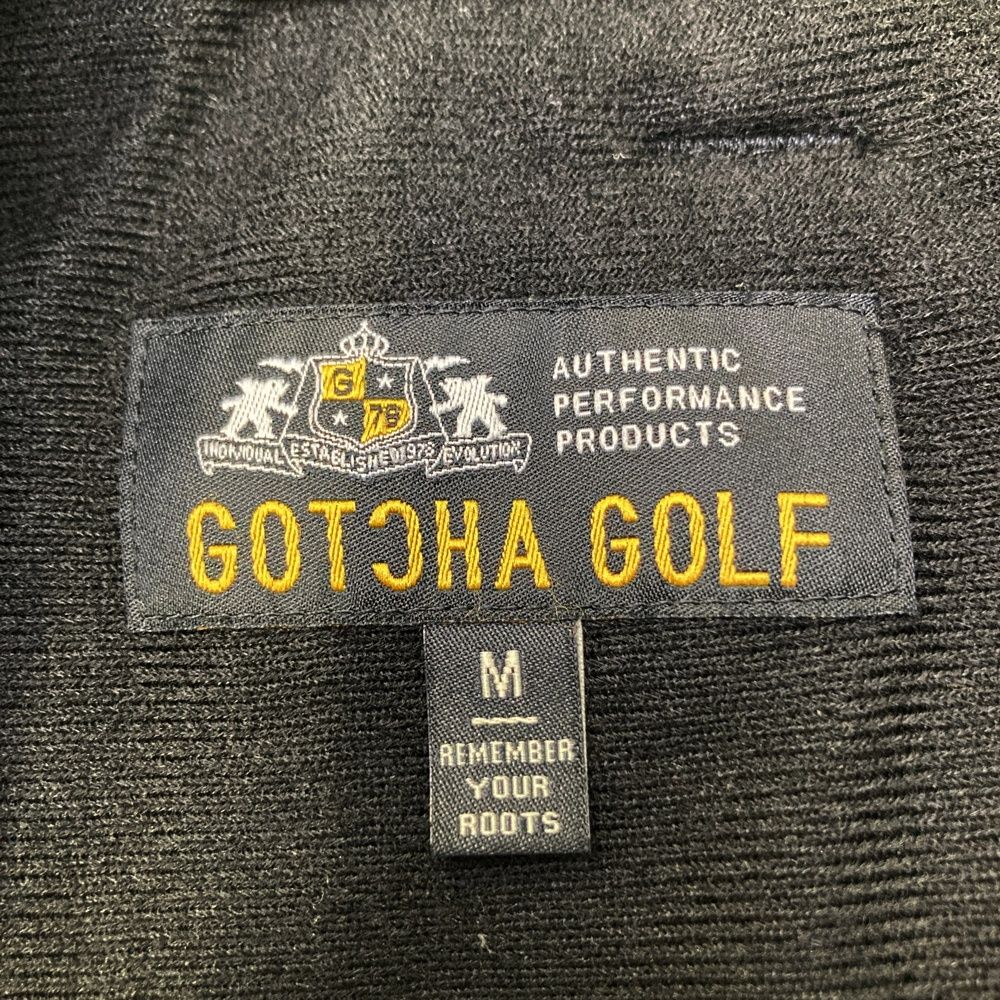 G
78
INDIVIDUAL ESTABLISHED 1978 EVOLUTION
AUTHENTIC
PERFORMANCE
PRODUCTS
GOTCHA GOLF
M
REMEMBER
YOUR
ROOTS